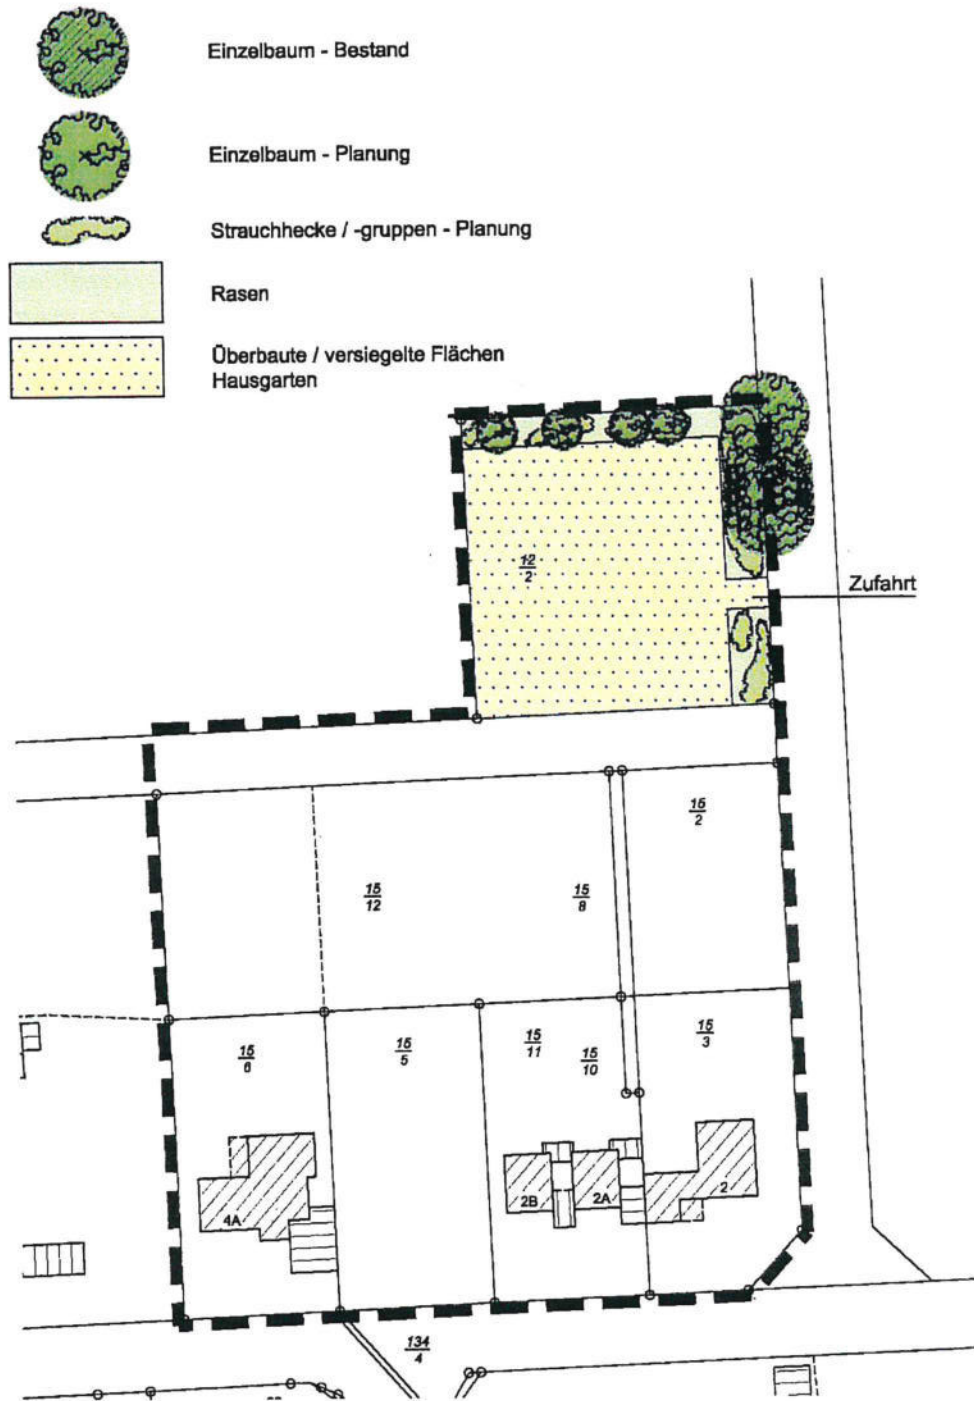 Einzelbaum - Bestand
Einzelbaum - Planung
Strauchhecke / -gruppen - Planung
Rasen
Überbaute / versiegelte Flächen
Hausgarten
12
2
Zufahrt
15
2
15
12
15
8
15
6
15
5
15
11
15
10
15
3
4A
2B
2A
2
134
4